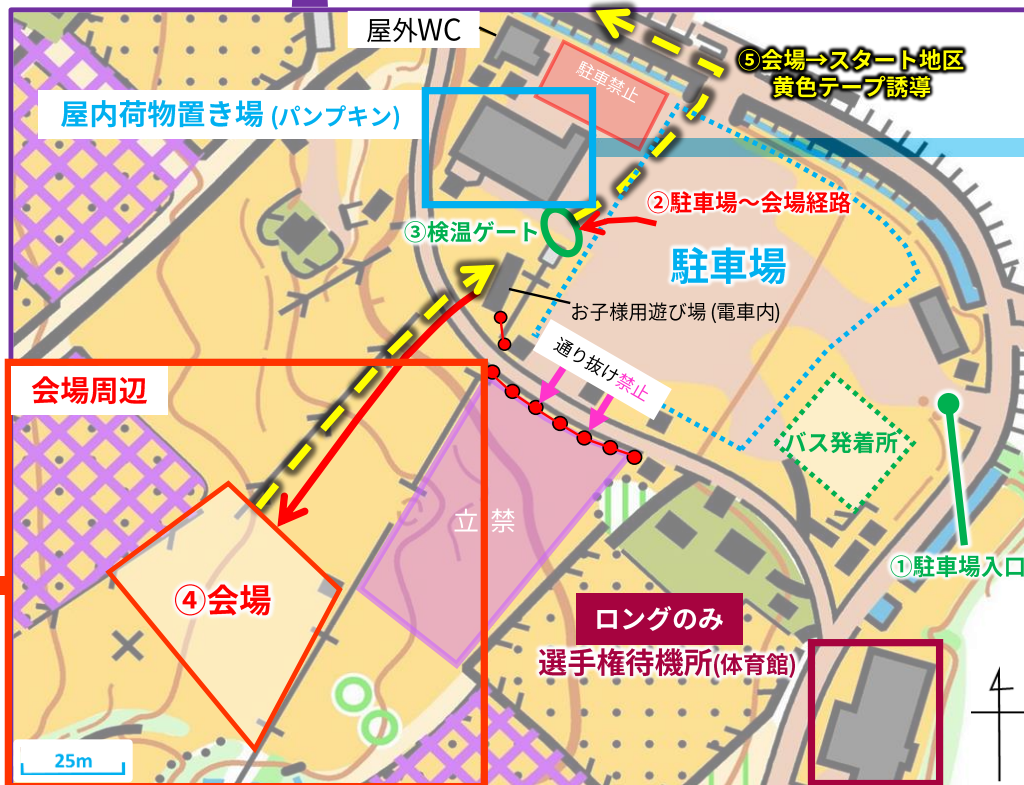 屋外WC
駐車禁止
⑤会場→スタート地区
黄色テープ誘導
屋内荷物置き場 (パンプキン)
②駐車場～会場経路
③検温ゲート
駐車場
お子様用遊び場 (電車内)
通り抜け禁止
会場周辺
バス発着所
立 禁
①駐車場入口
④会場
ロングのみ
選手権待機所(体育館)
25m